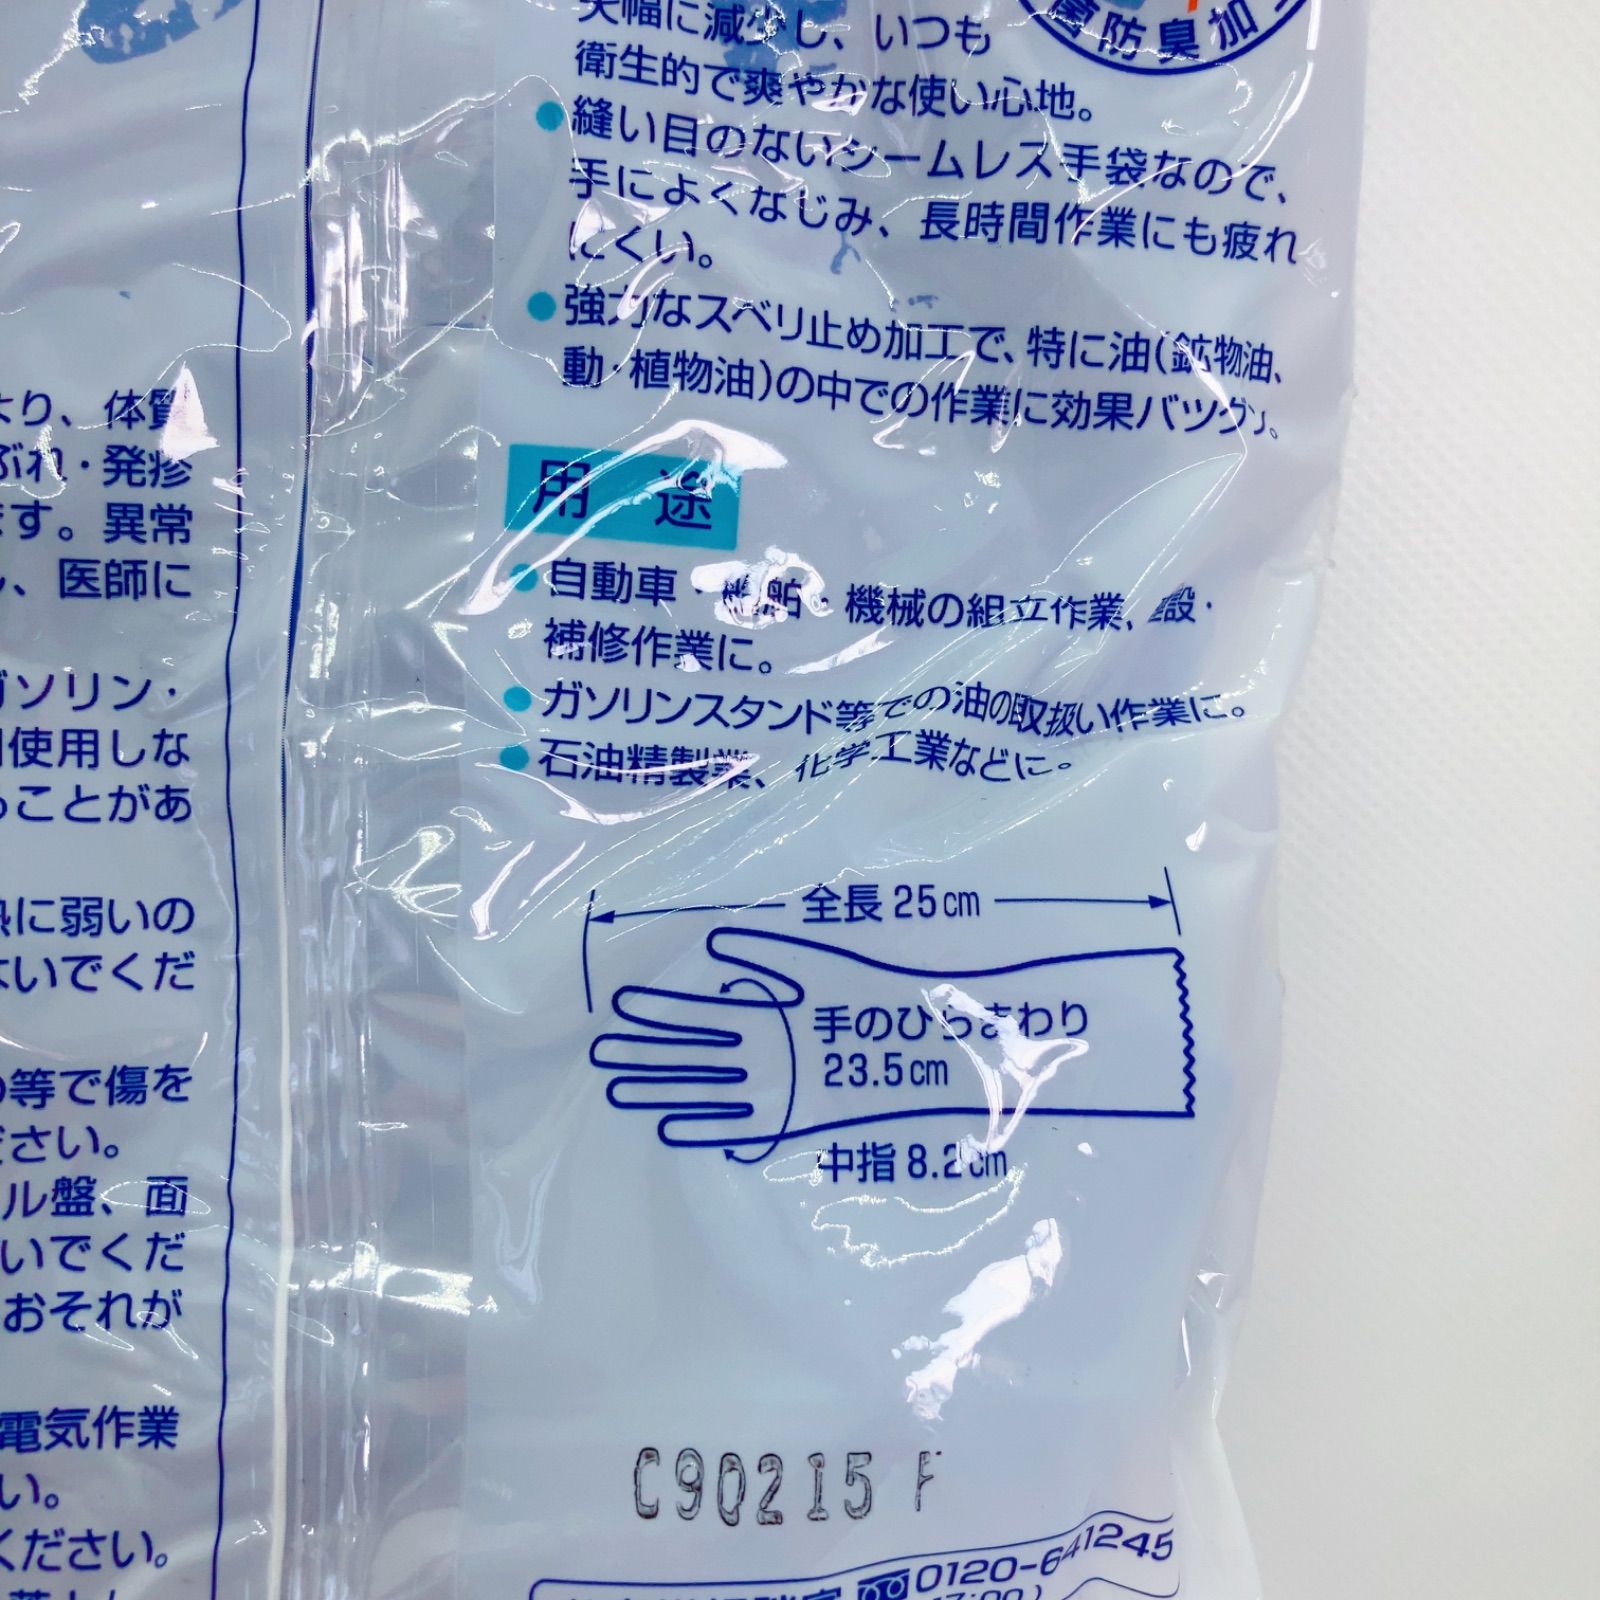 より、体質
ぶれ・発疹
ます。異常
、医師に
ガソリン・
使用しな
ことがあ
熱に弱いの
ないでくだ
等で傷を
ださい。
ル盤、面
いでくだ
おそれが
電気作業
い。
ください。
菌防臭加工
大幅に減少し、いつも
衛生的で爽やかな使い心地。
●縫い目のないシームレス手袋なので、
手によくなじみ、長時間作業にも疲れ
にくい。
●強力なスベリ止め加工で、特に油(鉱物油、
動・植物油)の中での作業に効果バツグン。
用 途
●自動車・船舶・機械の組立作業、建設・
補修作業に。
●ガソリンスタンド等での油の取扱い作業に。
●石油精製業、化学工業などに。
全長 25cm
手のひらまわり
23.5cm
中指 8.2cm
C90215 F
0120-641245
17:00)